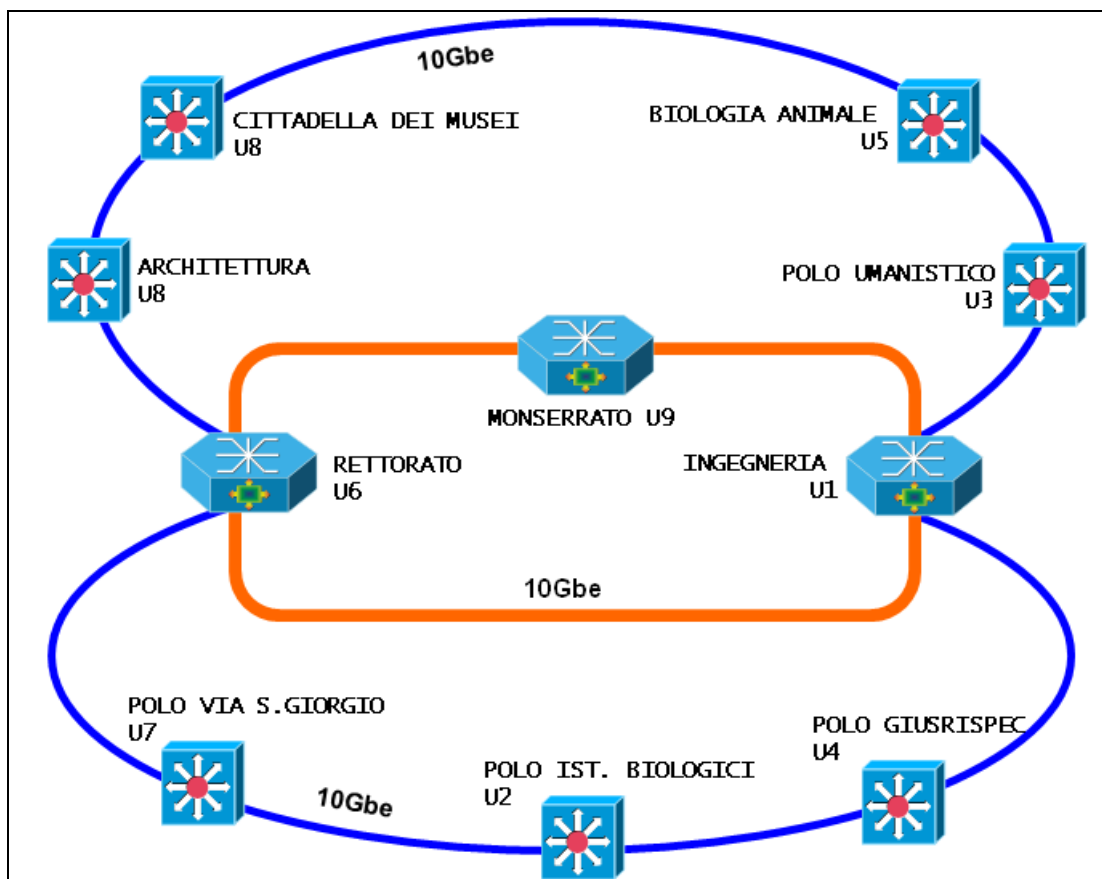 10Gbe
CITTADELLA DEI MUSEI
U8
BIOLOGIA ANIMALE
U5
ARCHITETTURA
U8
POLO UMANISTICO
U3
MONSERRATO U9
RETTORATO
U6
INGEGNERIA
U1
10Gbe
POLO VIA S.GIORGIO
U7
POLO GIUSRISPEC
U4
POLO IST. BIOLOGICI
U2
10Gbe